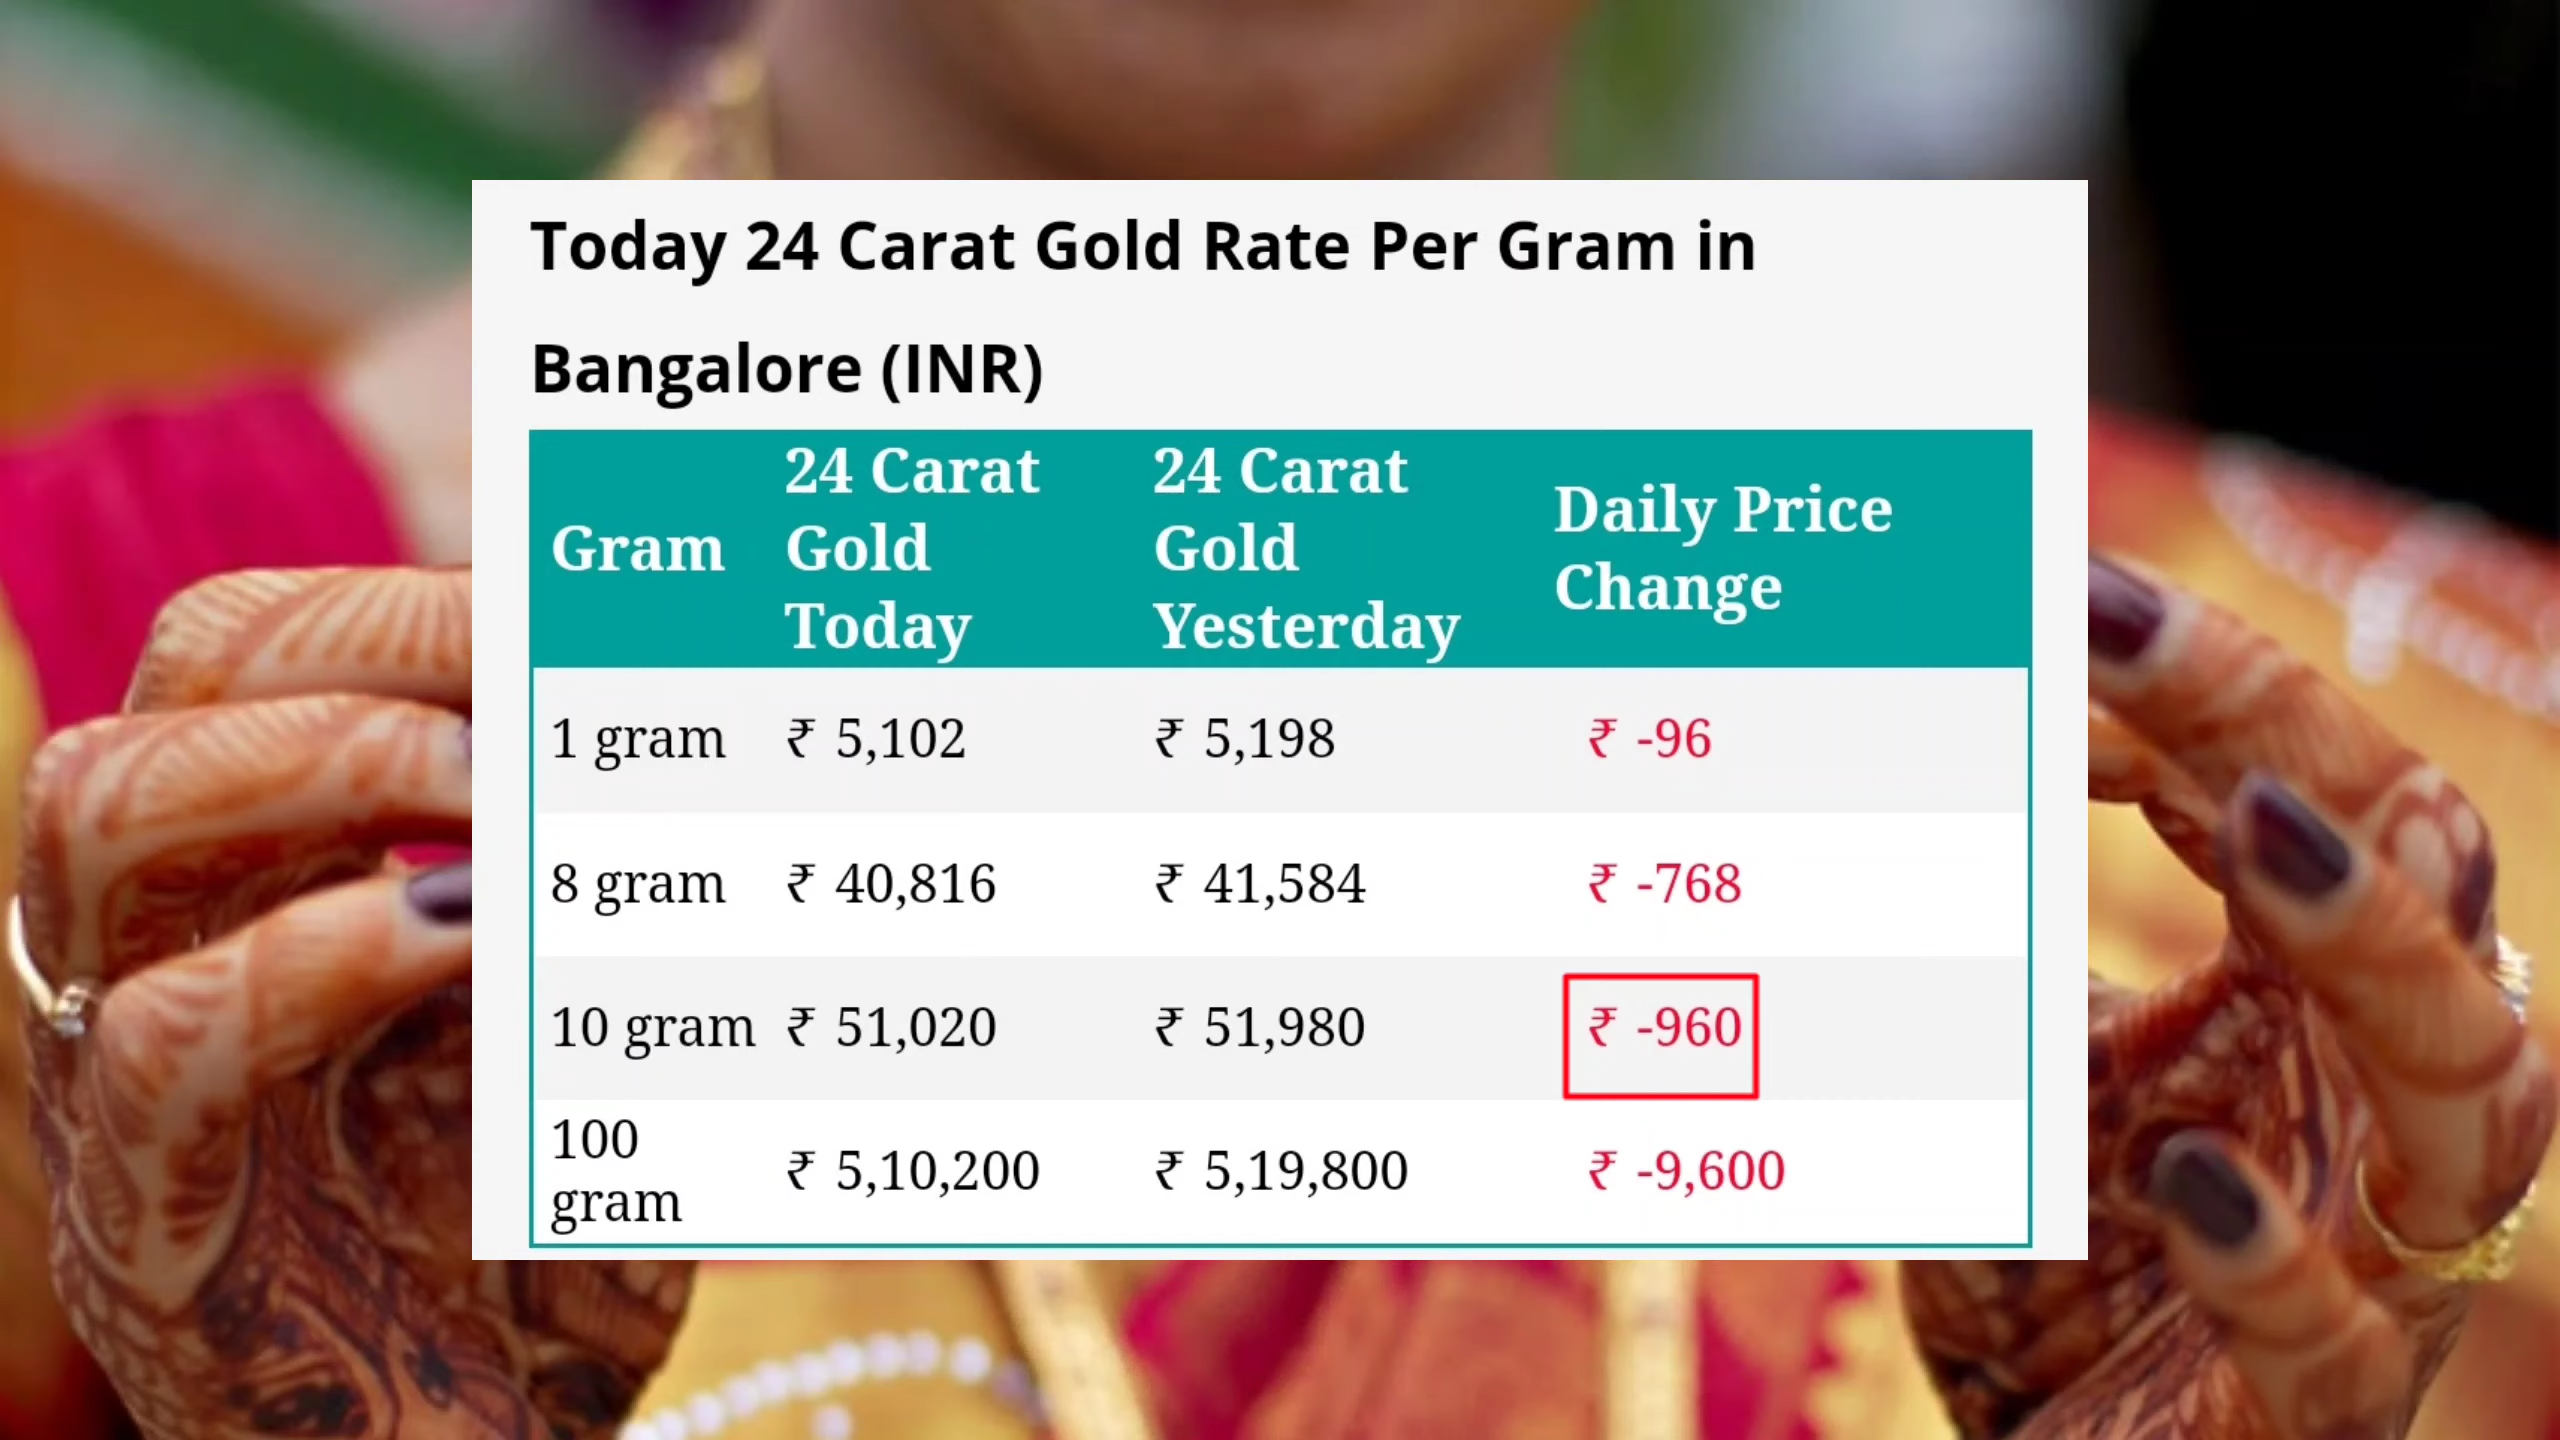 Today 24 Carat Gold Rate Per Gram in
Bangalore (INR)
Gram
24 Carat
Gold
Today
24 Carat
Gold
Yesterday
Daily Price
Change
1 gram ₹ 5,102 ₹ 5,198 ₹ -96
8 gram ₹ 40,816 ₹ 41,584 ₹ -768
10 gram ₹ 51,020 ₹ 51,980 ₹ -960
100
gram
₹ 5,10,200 ₹ 5,19,800 ₹ -9,600